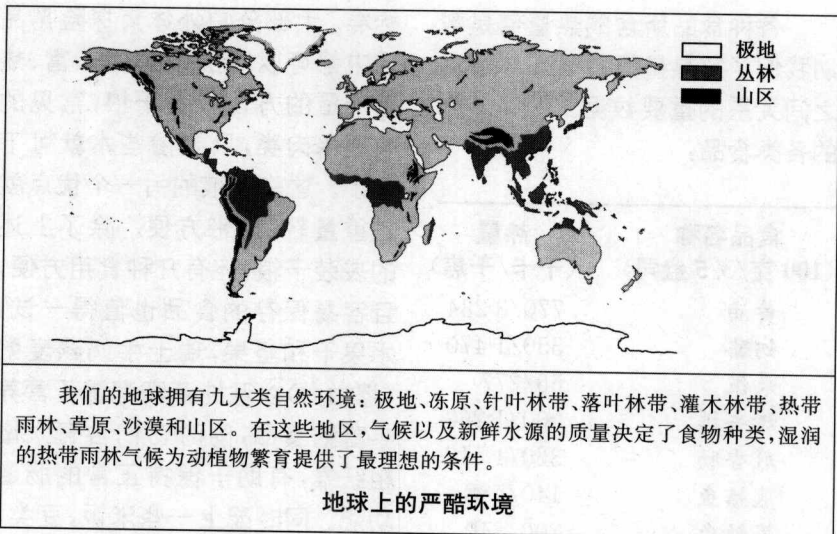 极地
丛林
山区
我们的地球拥有九大类自然环境：极地、冻原、针叶林带、落叶林带、灌木林带、热带
雨林、草原、沙漠和山区。在这些地区，气候以及新鲜水源的质量决定了食物种类，湿润
的热带雨林气候为动植物繁育提供了最理想的条件。
地球上的严酷环境